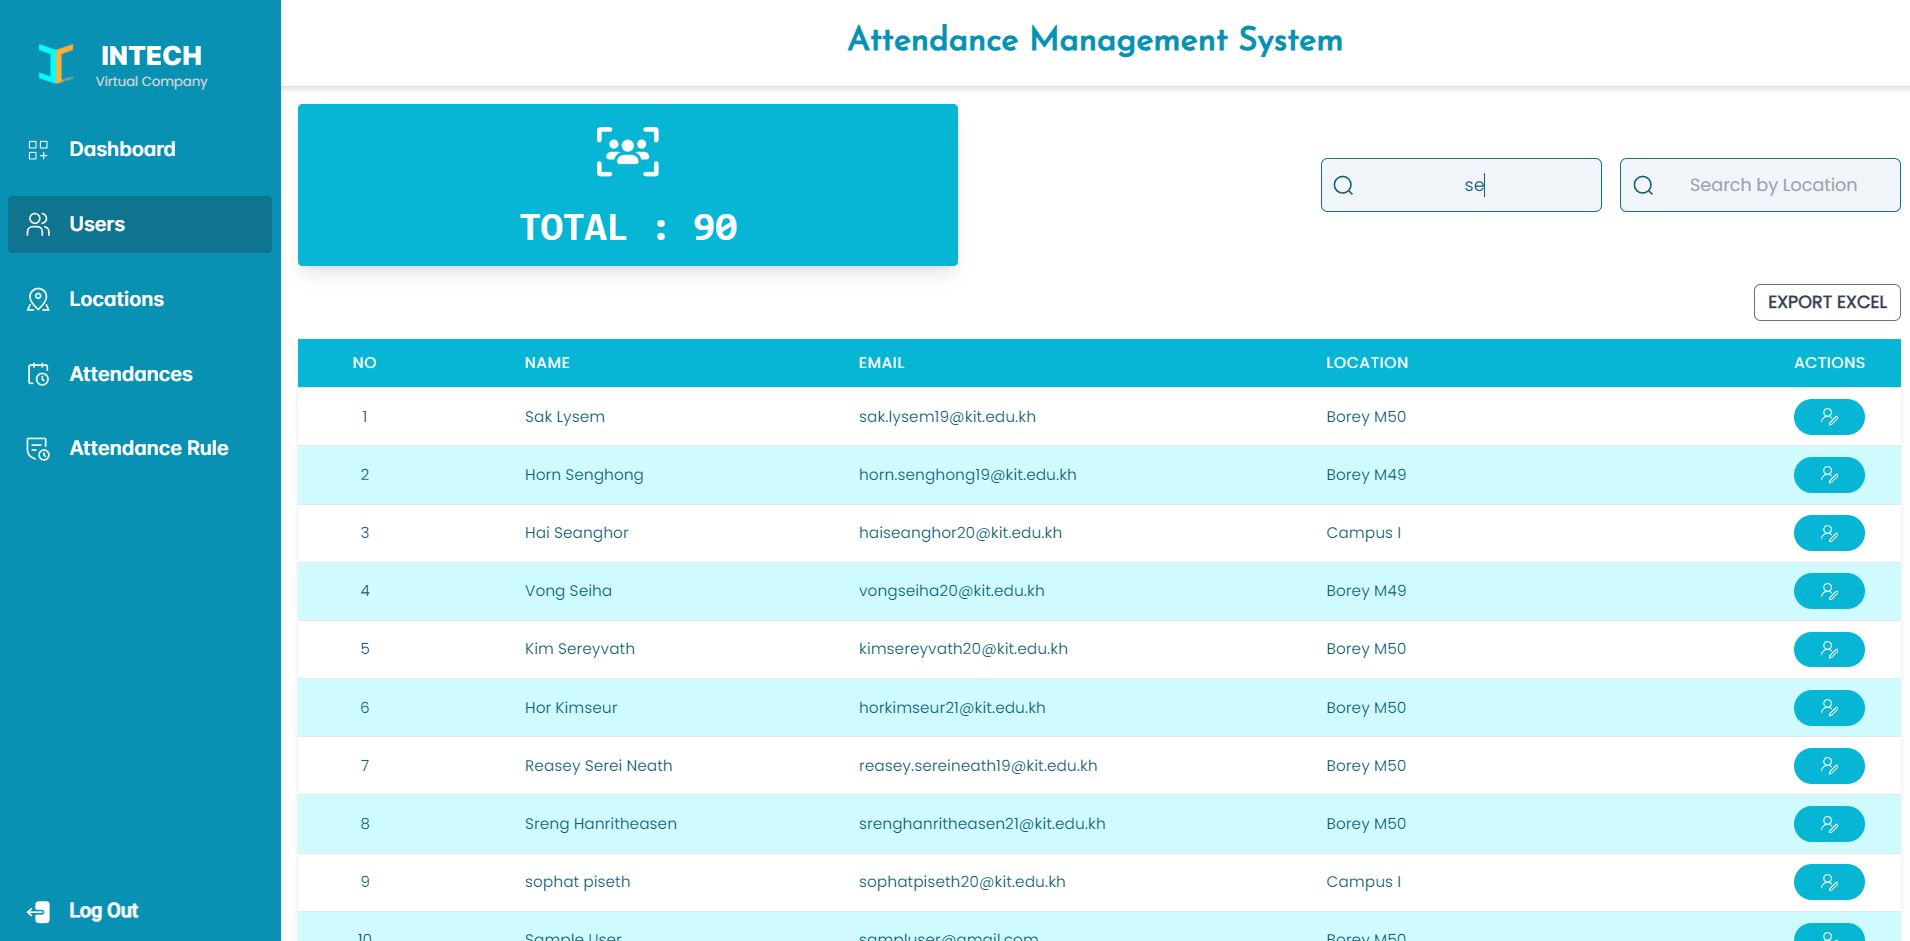 INTECH
Virtual Company
Dashboard
Users
Locations
Attendances
Attendance Rule
Log Out
Attendance Management System
TOTAL : 90
se
Search by Location
EXPORT EXCEL
NO NAME EMAIL LOCATION ACTIONS
1 Sak Lysem sak.lysem19@kit.edu.kh Borey M50
2 Horn Senghong horn.senghong19@kit.edu.kh Borey M49
3 Hai Seanghor haiseanghor20@kit.edu.kh Campus I
4 Vong Seiha vongseiha20@kit.edu.kh Borey M49
5 Kim Sereyvath kimsereyvath20@kit.edu.kh Borey M50
6 Hor Kimseur horkimseur21@kit.edu.kh Borey M50
7 Reasey Serei Neath reasey.sereineath19@kit.edu.kh Borey M50
8 Sreng Hanritheasen srenghanritheasen21@kit.edu.kh Borey M50
9 sophat piseth sophatpiseth20@kit.edu.kh Campus I
10 Sample User sampluser@gmail.com Borey M50